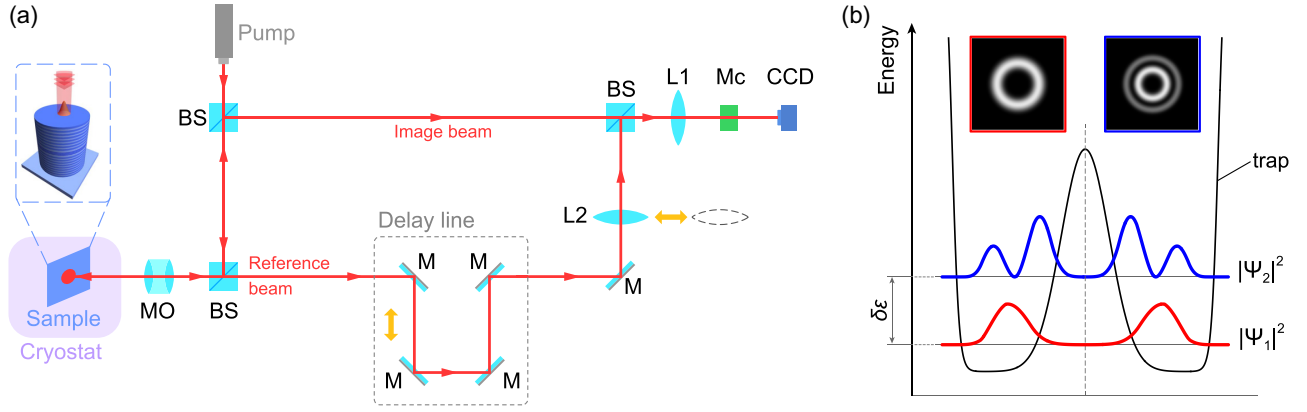 (a)
Pump
BS
Image beam
BS
L1
Mc
CCD
L2
Delay line
M
M
M
M
M
Reference
beam
BS
MO
Sample
Cryostat
(b)
Energy
trap
|Ψ₂|²
δε
|Ψ₁|²